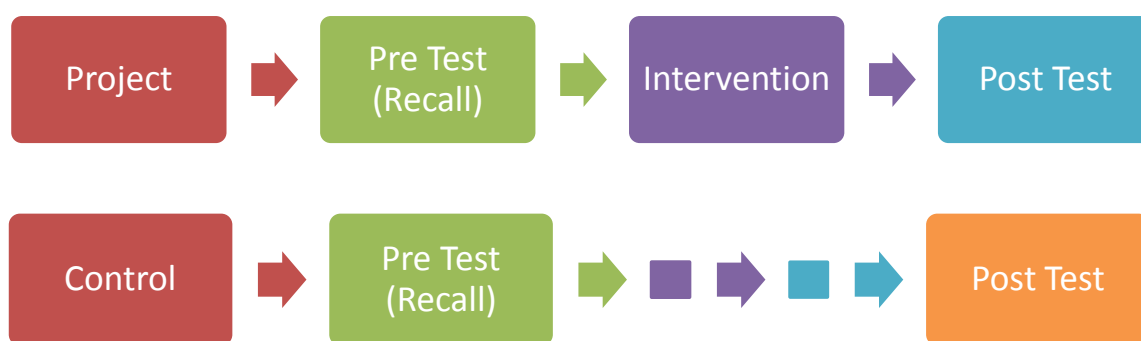 Project
Pre Test
(Recall)
Intervention
Post Test
Control
Pre Test
(Recall)
Post Test